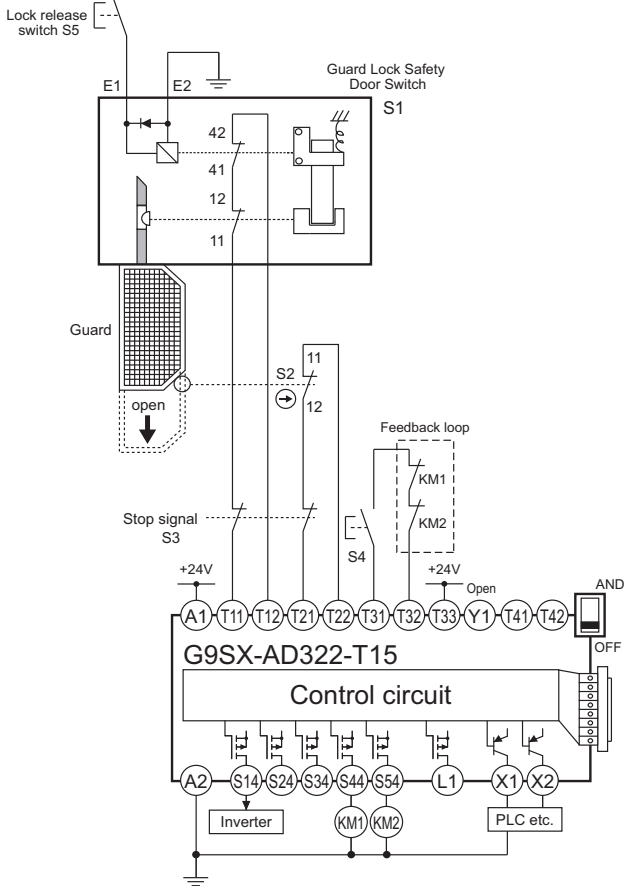 Lock release
switch S5
E1 E2
Guard Lock Safety
Door Switch
S1
42
41
12
11
Guard
open
S2
11
12
Feedback loop
KM1
KM2
Stop signal
S3
S4
+24V
+24V
Open
AND
A1 T11 T12 T21 T22 T31 T32 T33 Y1 T41 T42
OFF
G9SX-AD322-T15
Control circuit
A2 S14 S24 S34 S44 S54 L1 X1 X2
Inverter
KM1 KM2
PLC etc.